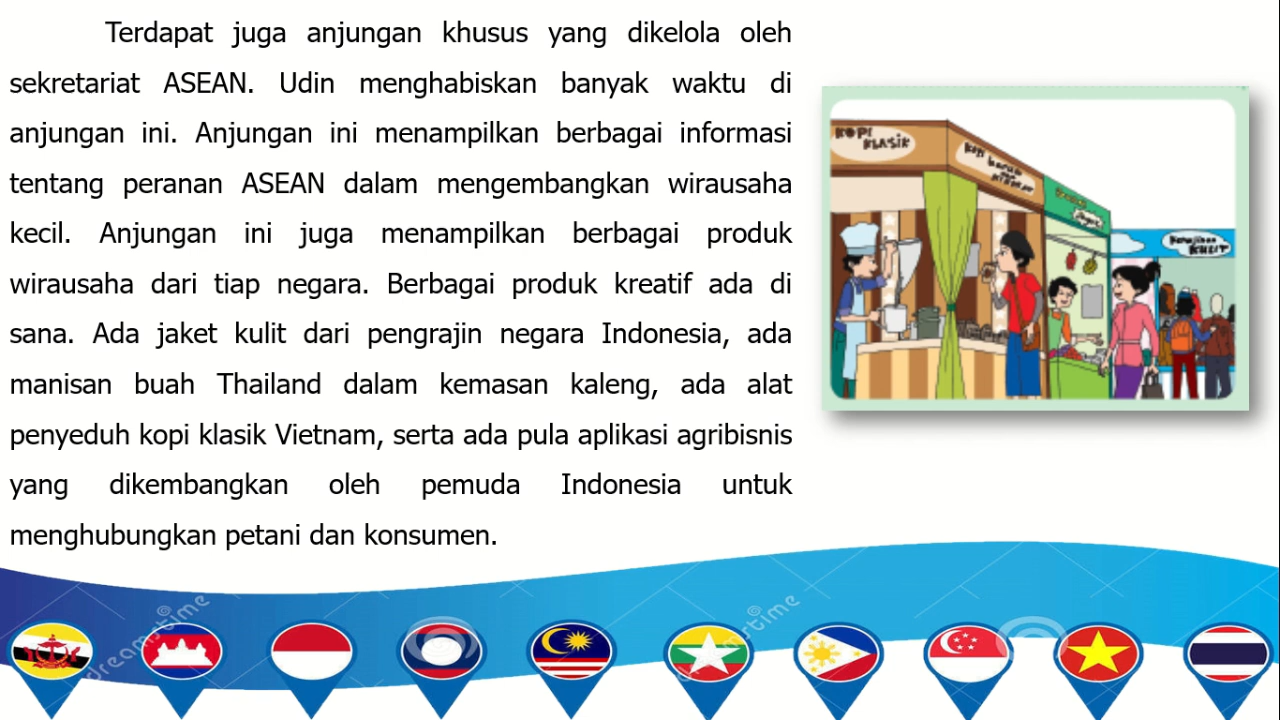 Terdapat juga anjungan khusus yang dikelola oleh
sekretariat ASEAN. Udin menghabiskan banyak waktu di
anjungan ini. Anjungan ini menampilkan berbagai informasi
tentang peranan ASEAN dalam mengembangkan wirausaha
kecil. Anjungan ini juga menampilkan berbagai produk
wirausaha dari tiap negara. Berbagai produk kreatif ada di
sana. Ada jaket kulit dari pengrajin negara Indonesia, ada
manisan buah Thailand dalam kemasan kaleng, ada alat
penyeduh kopi klasik Vietnam, serta ada pula aplikasi agribisnis
yang dikembangkan oleh pemuda Indonesia untuk
menghubungkan petani dan konsumen.
KOPI
KLASIK
KULIT
dreamstime